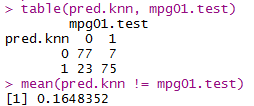 > table(pred.knn, mpg01.test)
        mpg01.test
pred.knn  0  1
       0 77  7
       1 23 75
> mean(pred.knn != mpg01.test)
[1] 0.1648352